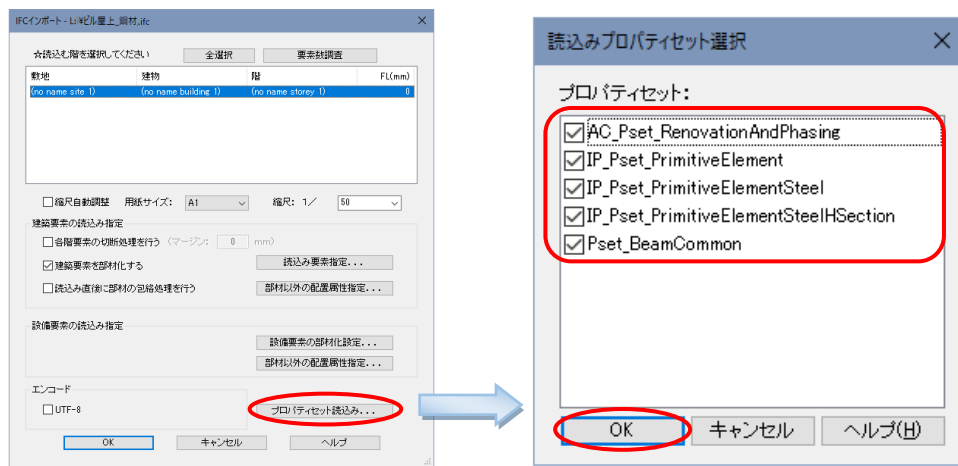 IFCインポート - L:¥ビル屋上_鋼材.ifc
☆読込む階を選択してください 全選択 要素数調査
敷地 建物 階 FL(mm)
(no name site 1) (no name building 1) (no name storey 1) 0
縮尺自動調整 用紙サイズ: A1 縮尺: 1/ 50
建築要素の読込み指定
各階要素の切断処理を行う (マージン: 0 mm)
建築要素を部材化する 読込み要素指定...
読込み直後に部材の包絡処理を行う 部材以外の配置属性指定...
設備要素の読込み指定
設備要素の部材化設定...
部材以外の配置属性指定...
エンコード
UTF-8 プロパティセット読込み...
OK キャンセル ヘルプ
読込みプロパティセット選択
プロパティセット:
AC_Pset_RenovationAndPhasing
IP_Pset_PrimitiveElement
IP_Pset_PrimitiveElementSteel
IP_Pset_PrimitiveElementSteelHSection
Pset_BeamCommon
OK キャンセル ヘルプ(H)